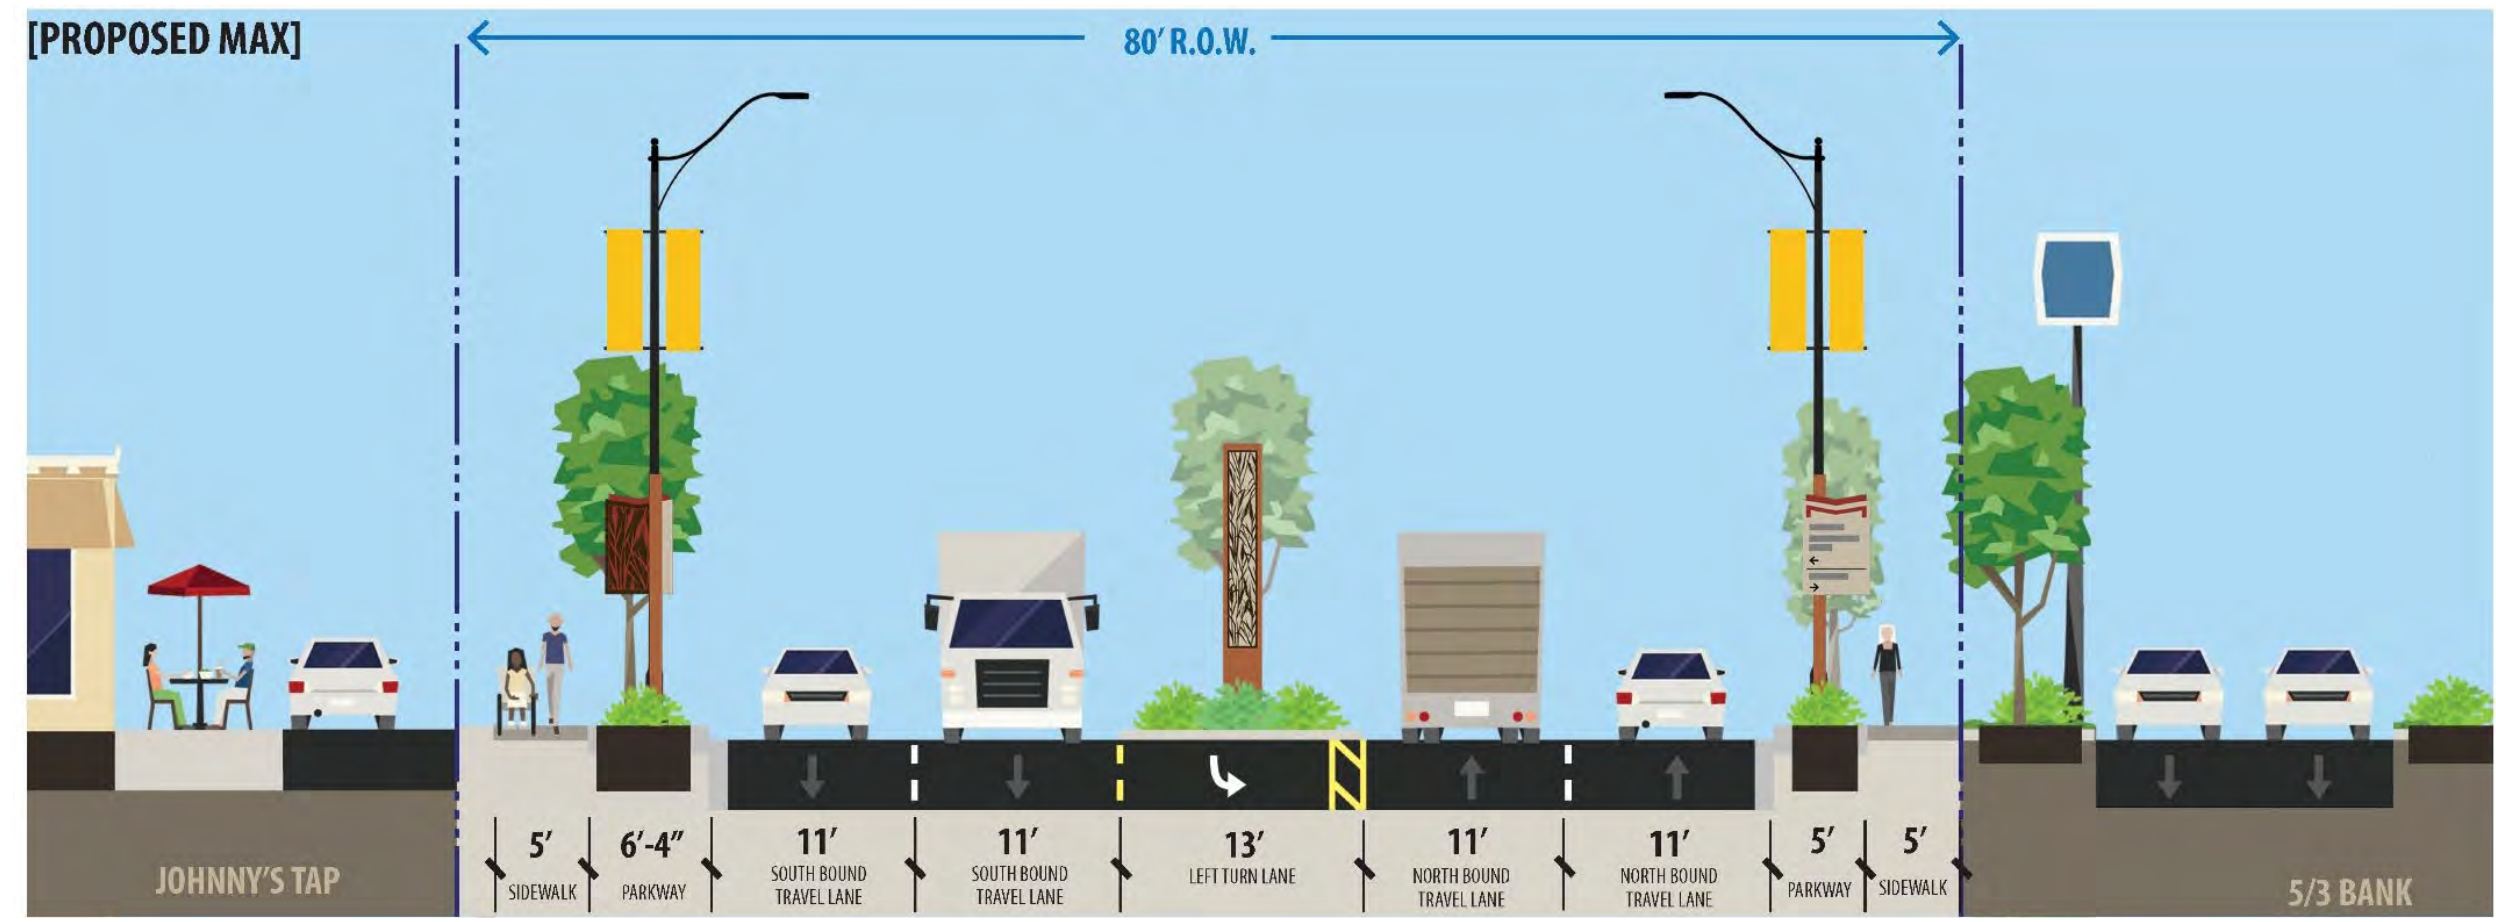 [PROPOSED MAX]
80' R.O.W.
5'
SIDEWALK
6'-4"
PARKWAY
11'
SOUTH BOUND
TRAVEL LANE
11'
SOUTH BOUND
TRAVEL LANE
13'
LEFT TURN LANE
11'
NORTH BOUND
TRAVEL LANE
11'
NORTH BOUND
TRAVEL LANE
5'
PARKWAY
5'
SIDEWALK
JOHNNY'S TAP
5/3 BANK